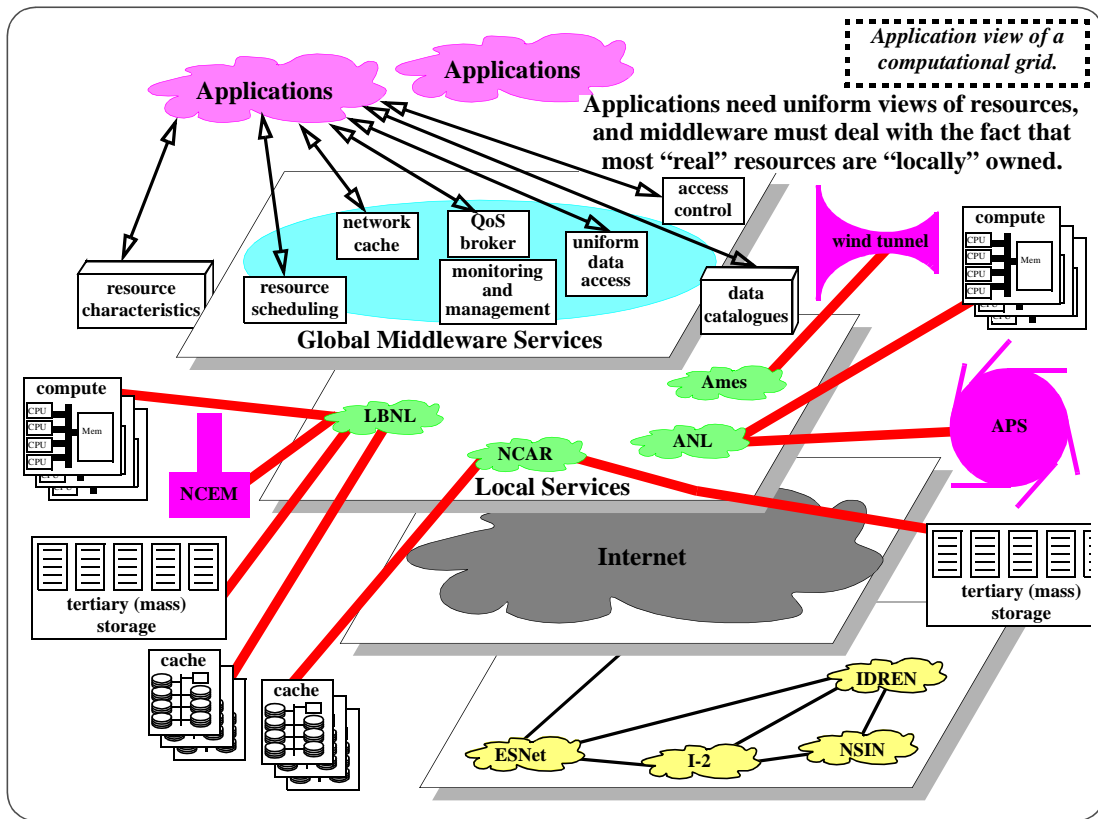 Application view of a
computational grid.
Applications
Applications
Applications need uniform views of resources,
and middleware must deal with the fact that
most “real” resources are “locally” owned.
access
control
network
cache
QoS
broker
uniform
data
access
wind tunnel
compute
CPU
CPU
CPU
CPU
Mem
CPU
resource
characteristics
resource
scheduling
monitoring
and
management
data
catalogues
Global Middleware Services
compute
CPU
CPU
CPU
CPU
Mem
CPU
Ames
LBNL
ANL
APS
NCAR
NCEM
Local Services
Internet
tertiary (mass)
storage
tertiary (mass)
storage
cache
cache
IDREN
ESNet
I-2
NSIN